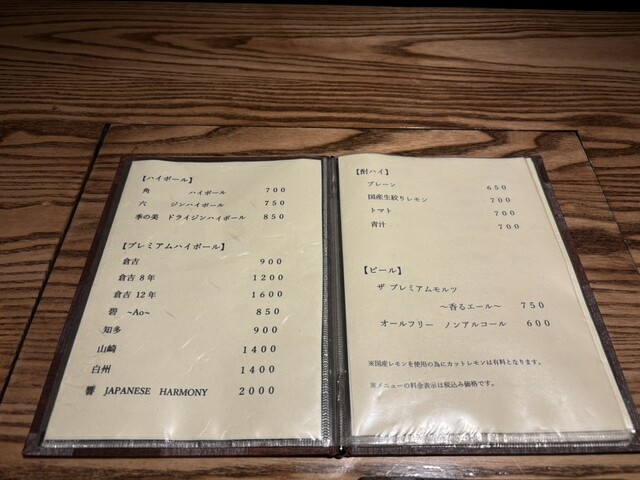 【ハイボール】
角 ハイボール 700
六 ジンハイボール 750
季の美 ドライジンハイボール 850
【プレミアムハイボール】
倉吉 900
倉吉 8年 1200
倉吉 12年 1600
碧 ~Ao~ 850
知多 900
山崎 1400
白州 1400
響 JAPANESE HARMONY 2000
【酎ハイ】
プレーン 650
国産生絞りレモン 700
トマト 700
青汁 700
【ビール】
ザ プレミアムモルツ
～香るエール～ 750
オールフリー ノンアルコール 600
※国産レモンを使用の為にカットレモンは有料となります。
※メニューの料金表示は税込み価格です。